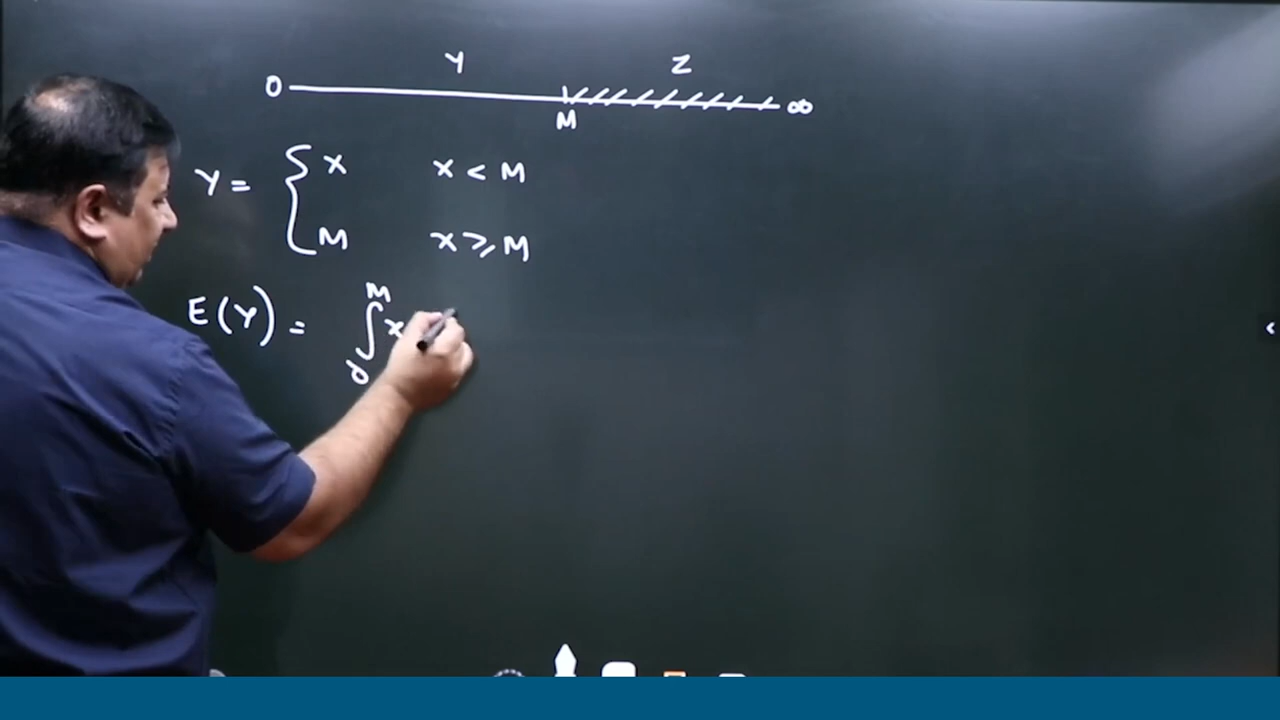 Y Z
0 M ∞
Y = { x x < M
M x ⩾ M
E(Y) = ∫₀ᴹ x